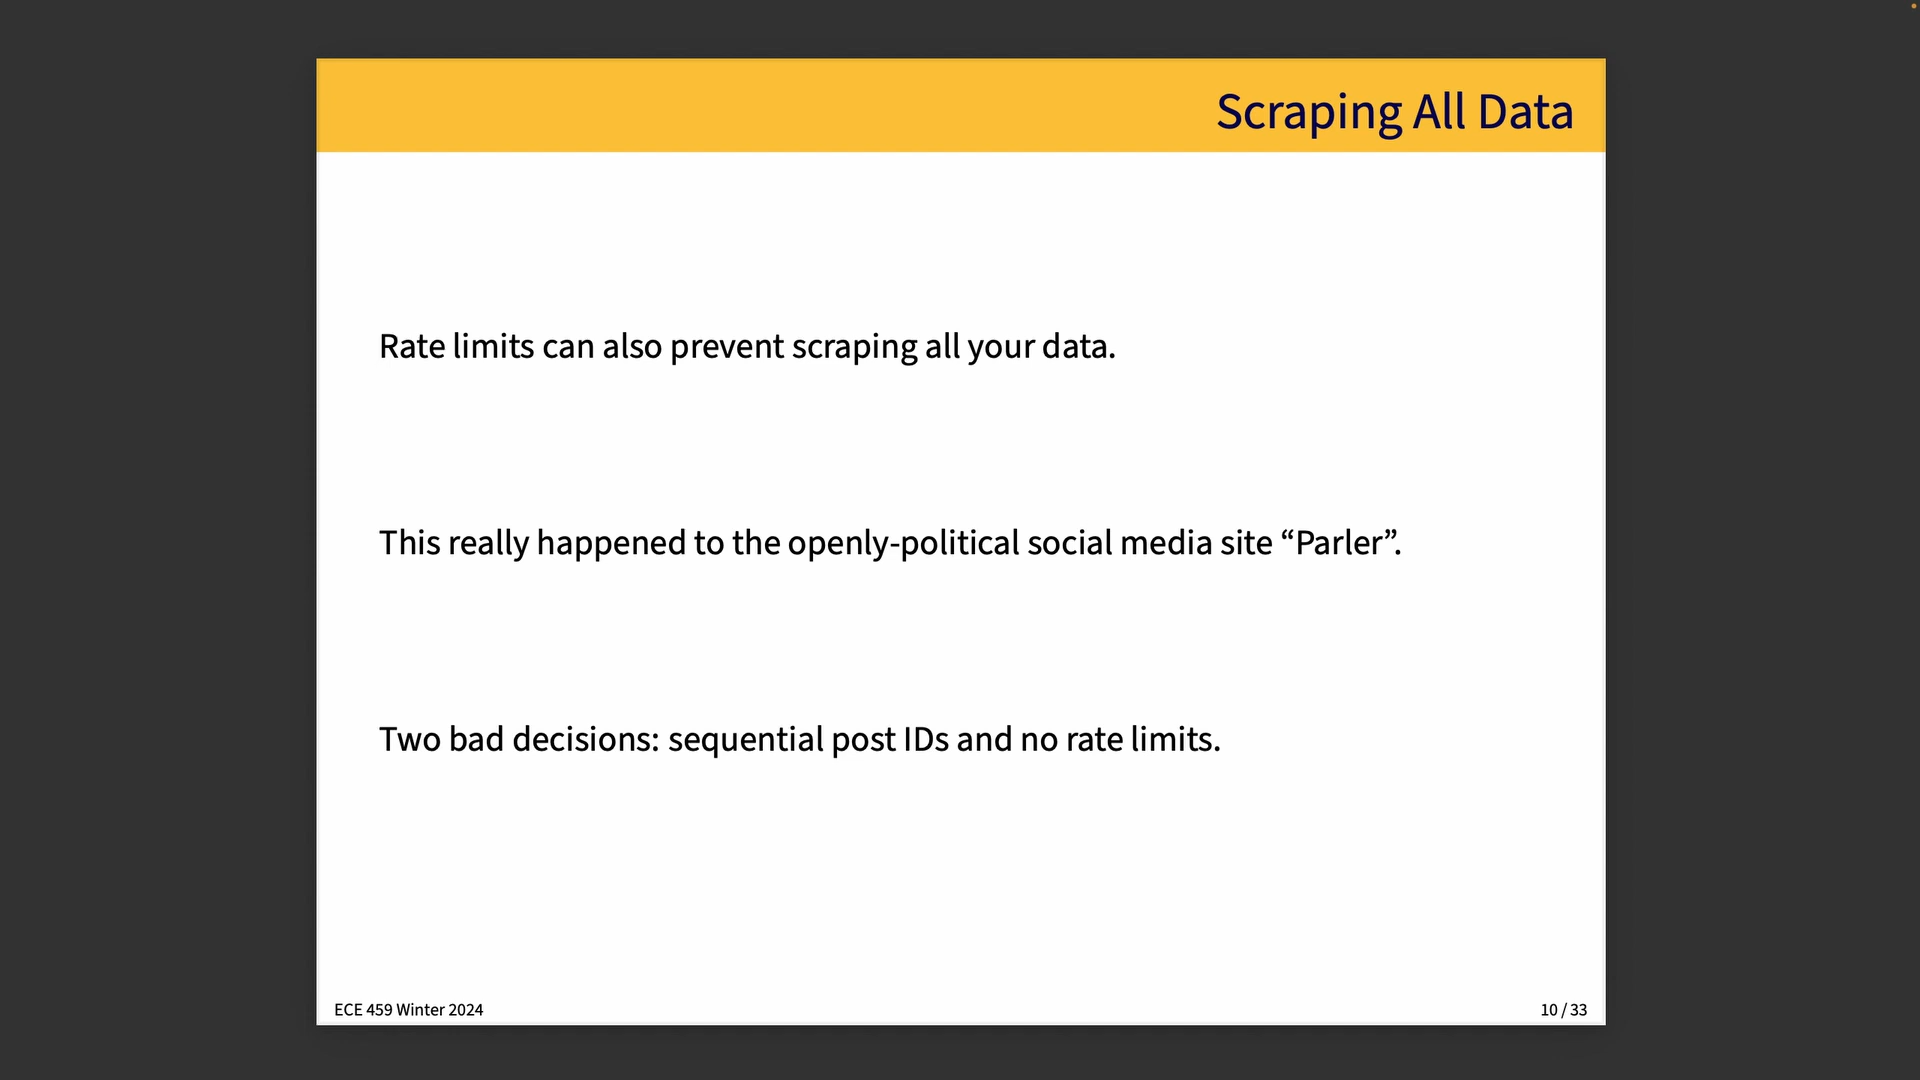 Scraping All Data
Rate limits can also prevent scraping all your data.
This really happened to the openly-political social media site “Parler”.
Two bad decisions: sequential post IDs and no rate limits.
ECE 459 Winter 2024
10 / 33